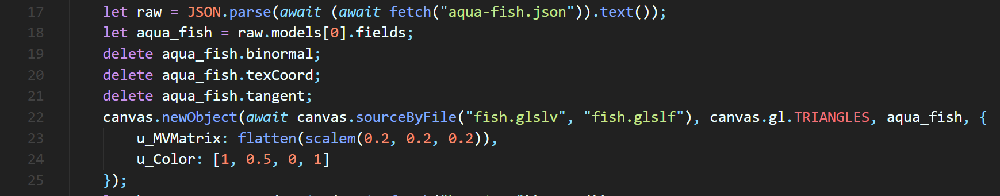 17 let raw = JSON.parse(await (await fetch("aqua-fish.json")).text());
18 let aqua_fish = raw.models[0].fields;
19 delete aqua_fish.binormal;
20 delete aqua_fish.texCoord;
21 delete aqua_fish.tangent;
22 canvas.newObject(await canvas.sourceByFile("fish.glslv", "fish.glslf"), canvas.gl.TRIANGLES, aqua_fish, {
23 u_MVMatrix: flatten(scalem(0.2, 0.2, 0.2)),
24 u_Color: [1, 0.5, 0, 1]
25 });